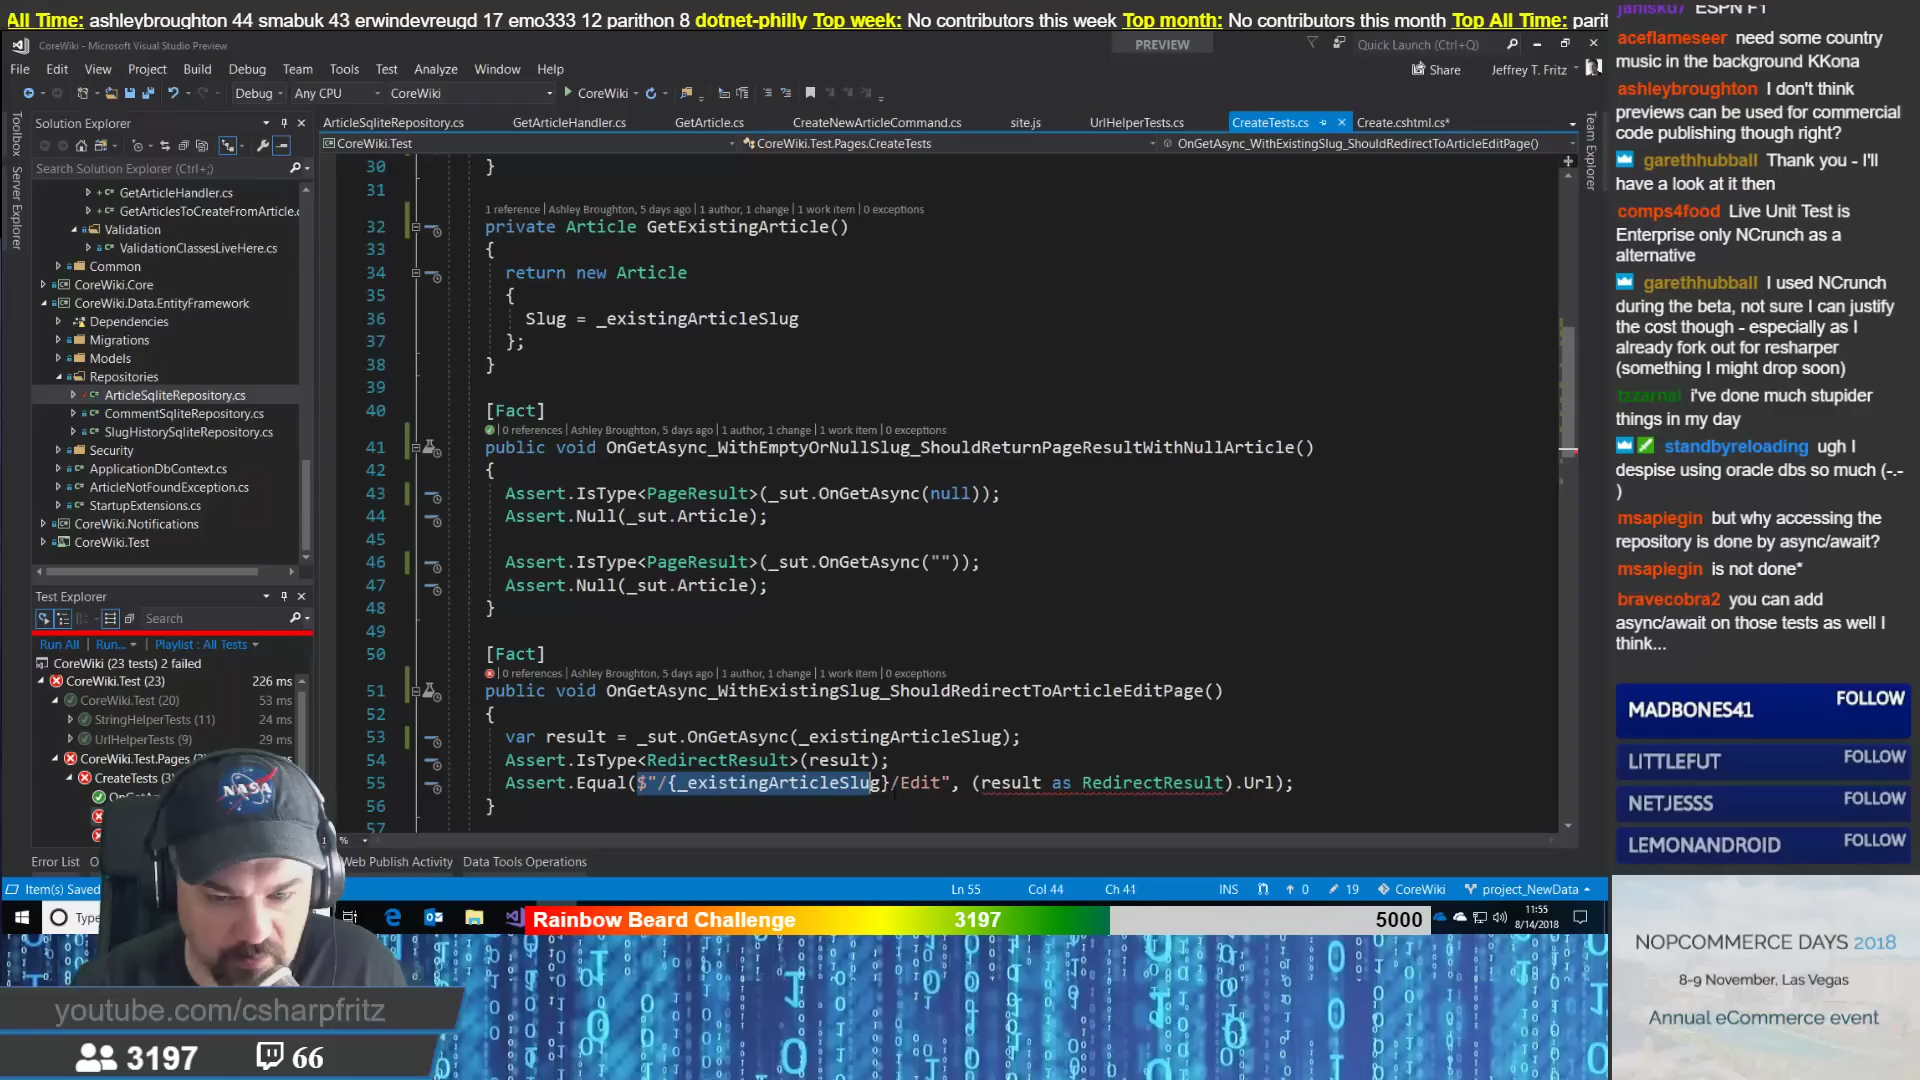 All Time: ashleybroughton 44 smabuk 43 erwindevreugd 17 emo333 12 parithon 8 dotnet-philly Top week: No contributors this week Top month: No contributors this month Top All Time: parit
CoreWiki - Microsoft Visual Studio Preview
PREVIEW
Quick Launch (Ctrl+Q)
File Edit View Project Build Debug Team Tools Test Analyze Window Help
Share
Jeffrey T. Fritz
Debug Any CPU CoreWiki CoreWiki
Toolbox
Server Explorer
Team Explorer
Solution Explorer
Search Solution Explorer (Ctrl+;)
GetArticleHandler.cs
GetArticlesToCreateFromArticle.c
Validation
ValidationClassesLiveHere.cs
Common
CoreWiki.Core
CoreWiki.Data.EntityFramework
Dependencies
Migrations
Models
Repositories
ArticleSqliteRepository.cs
CommentSqliteRepository.cs
SlugHistorySqliteRepository.cs
Security
ApplicationDbContext.cs
ArticleNotFoundException.cs
StartupExtensions.cs
CoreWiki.Notifications
CoreWiki.Test
Test Explorer
Search
Run All Run... Playlist : All Tests
CoreWiki (23 tests) 2 failed
CoreWiki.Test (23) 226 ms
CoreWiki.Test (20) 53 ms
StringHelperTests (11) 24 ms
UrlHelperTests (9) 29 ms
CoreWiki.Test.Pages
CreateTests (3)
ArticleSqliteRepository.cs GetArticleHandler.cs GetArticle.cs CreateNewArticleCommand.cs site.js UrlHelperTests.cs CreateTests.cs Create.cshtml.cs*
CoreWiki.Test CoreWiki.Test.Pages.CreateTests OnGetAsync_WithExistingSlug_ShouldRedirectToArticleEditPage()
30 }
31
1 reference | Ashley Broughton, 5 days ago | 1 author, 1 change | 1 work item | 0 exceptions
32 private Article GetExistingArticle()
33 {
34 return new Article
35 {
36 Slug = _existingArticleSlug
37 };
38 }
39
40 [Fact]
0 references | Ashley Broughton, 5 days ago | 1 author, 1 change | 1 work item | 0 exceptions
41 public void OnGetAsync_WithEmptyOrNullSlug_ShouldReturnPageResultWithNullArticle()
42 {
43 Assert.IsType<PageResult>(_sut.OnGetAsync(null));
44 Assert.Null(_sut.Article);
45
46 Assert.IsType<PageResult>(_sut.OnGetAsync(""));
47 Assert.Null(_sut.Article);
48 }
49
50 [Fact]
0 references | Ashley Broughton, 5 days ago | 1 author, 1 change | 1 work item | 0 exceptions
51 public void OnGetAsync_WithExistingSlug_ShouldRedirectToArticleEditPage()
52 {
53 var result = _sut.OnGetAsync(_existingArticleSlug);
54 Assert.IsType<RedirectResult>(result);
55 Assert.Equal($"/{_existingArticleSlug}/Edit", (result as RedirectResult).Url);
56 }
57
Error List
Web Publish Activity Data Tools Operations
Item(s) Saved Ln 55 Col 44 Ch 41 INS 0 19 CoreWiki project_NewData
Type
11:55
8/14/2018
Rainbow Beard Challenge 3197 5000
youtube.com/csharpfritz
3197 66
ESPN F1
aceflameseer need some country
music in the background KKona
ashleybroughton I don't think
previews can be used for commercial
code publishing though right?
garethhubball Thank you - I'll
have a look at it then
comps4food Live Unit Test is
Enterprise only NCrunch as a
alternative
garethhubball I used NCrunch
during the beta, not sure I can justify
the cost though - especially as I
already fork out for resharper
(something I might drop soon)
tzzarnal i've done much stupider
things in my day
standbyreloading ugh I
despise using oracle dbs so much (-.-
)
msapiegin but why accessing the
repository is done by async/await?
msapiegin is not done*
bravecobra2 you can add
async/await on those tests as well I
think...
MADBONES41 FOLLOW
LITTLEFUT FOLLOW
NETJESSS FOLLOW
LEMONANDROID FOLLOW
NOPCOMMERCE DAYS 2018
8-9 November, Las Vegas
Annual eCommerce event